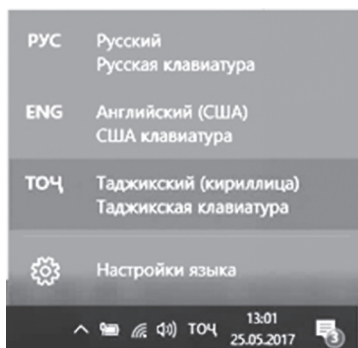 РУС Русский
Русская клавиатура
ENG Английский (США)
США клавиатура
ТОҶ Таджикский (кириллица)
Таджикская клавиатура
Настройки языка
ТОҶ 13:01
25.05.2017 3